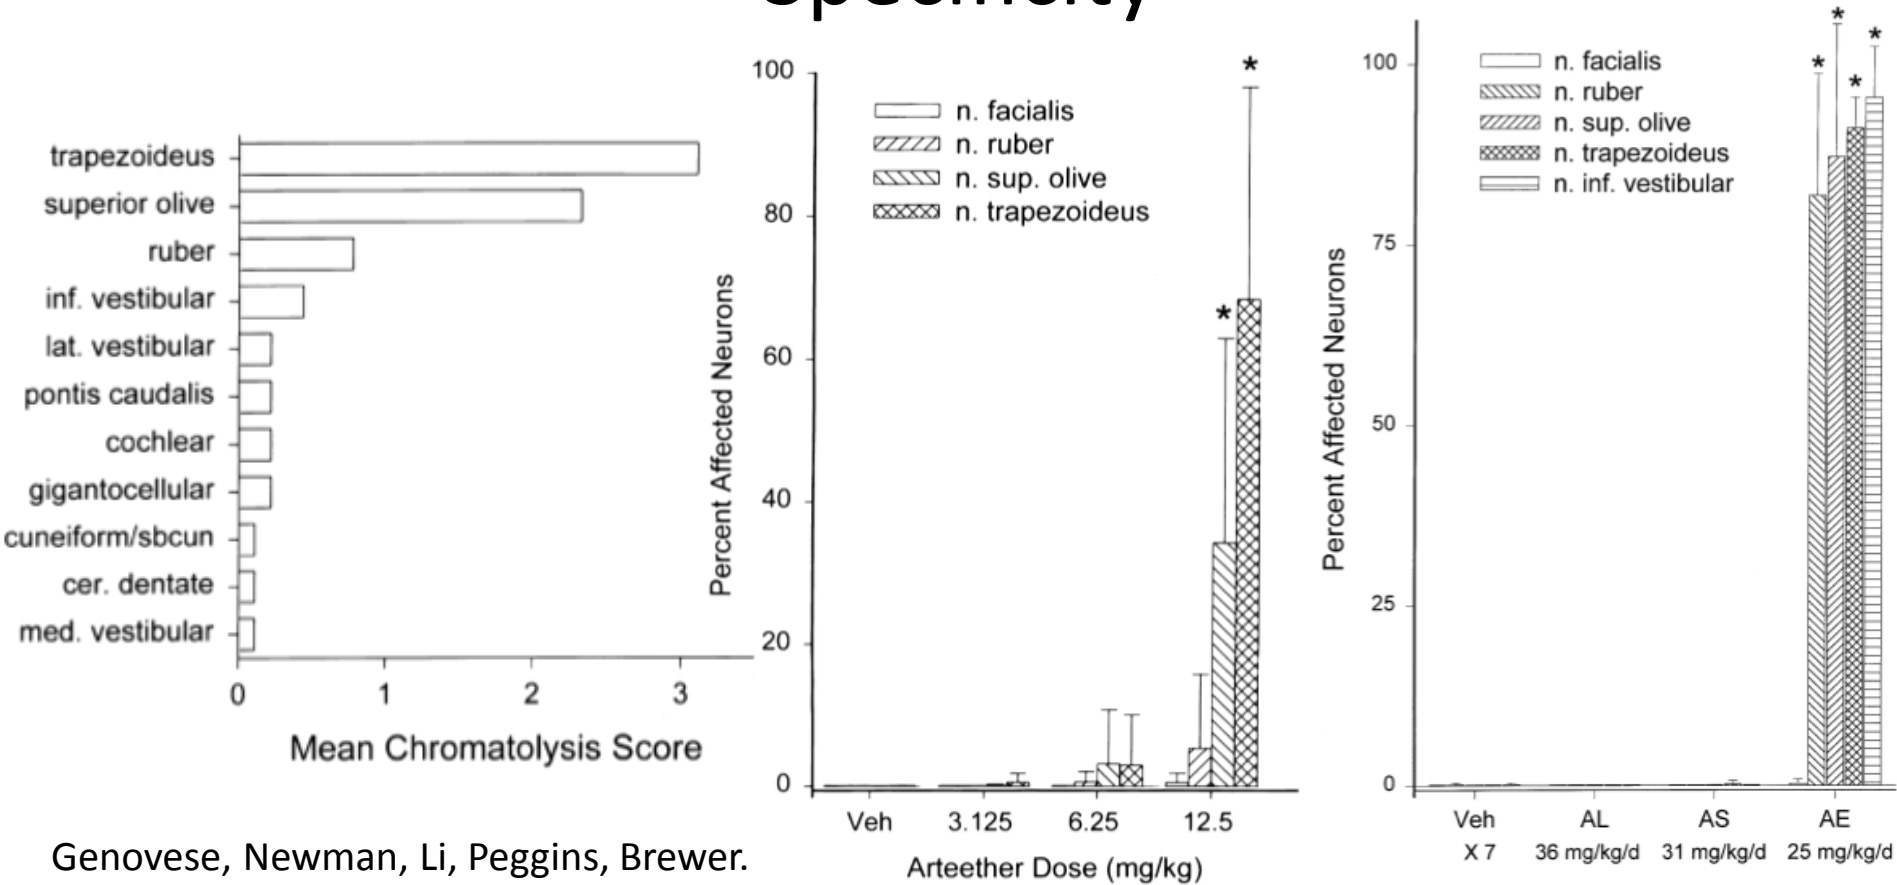 Specificity
trapezoideus
superior olive
ruber
inf. vestibular
lat. vestibular
pontis caudalis
cochlear
gigantocellular
cuneiform/sbcun
cer. dentate
med. vestibular
0 1 2 3
Mean Chromatolysis Score
Genovese, Newman, Li, Peggins, Brewer.
Percent Affected Neurons
100
80
60
40
20
0
n. facialis
n. ruber
n. sup. olive
n. trapezoideus
*
*
Veh 3.125 6.25 12.5
Arteether Dose (mg/kg)
Percent Affected Neurons
100
75
50
25
0
n. facialis
n. ruber
n. sup. olive
n. trapezoideus
n. inf. vestibular
* * * *
Veh AL AS AE
X 7 36 mg/kg/d 31 mg/kg/d 25 mg/kg/d